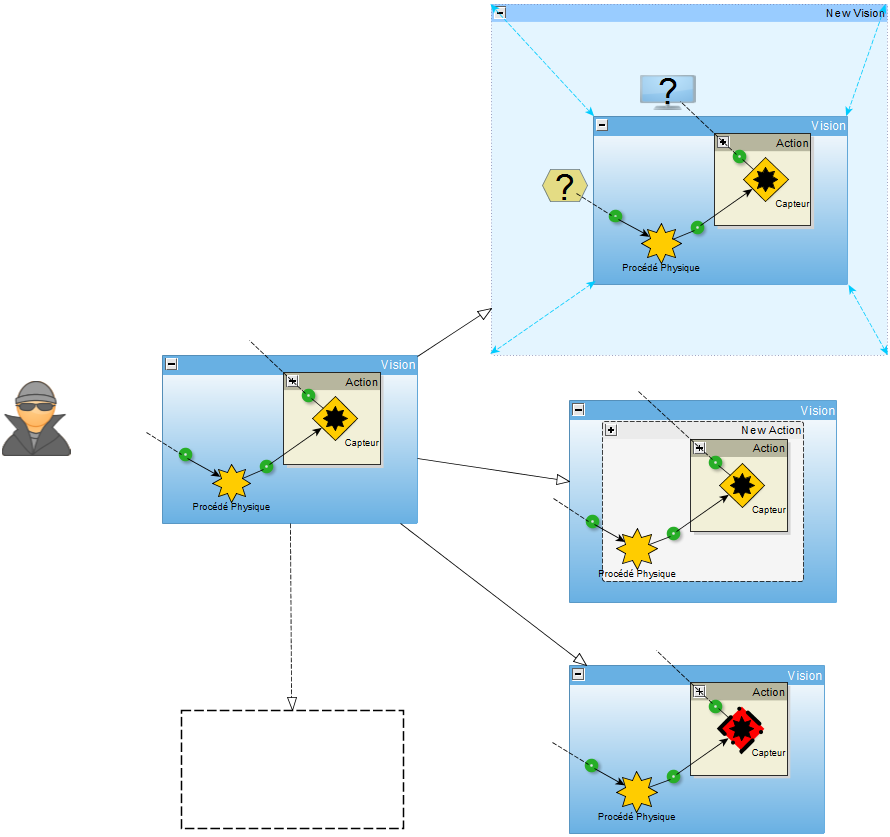 New Vision
?
Vision
Action
?
Capteur
Procédé Physique
Vision
Action
Capteur
Procédé Physique
Vision
New Action
Action
Capteur
Procédé Physique
Vision
Action
Capteur
Procédé Physique